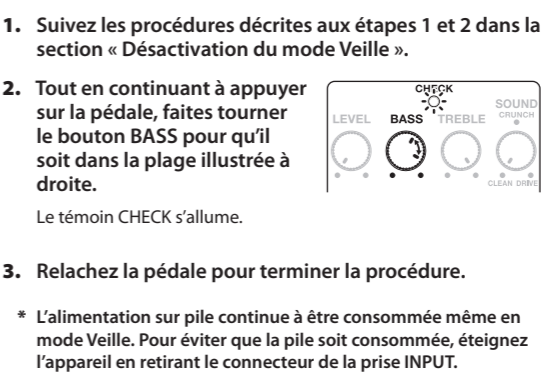 1. Suivez les procédures décrites aux étapes 1 et 2 dans la
section « Désactivation du mode Veille ».
2. Tout en continuant à appuyer
sur la pédale, faites tourner
le bouton BASS pour qu'il
soit dans la plage illustrée à
droite.
Le témoin CHECK s'allume.
CHECK
LEVEL BASS TREBLE SOUND
CRUNCH
CLEAN DRIVE
3. Relachez la pédale pour terminer la procédure.
* L'alimentation sur pile continue à être consommée même en
mode Veille. Pour éviter que la pile soit consommée, éteignez
l'appareil en retirant le connecteur de la prise INPUT.